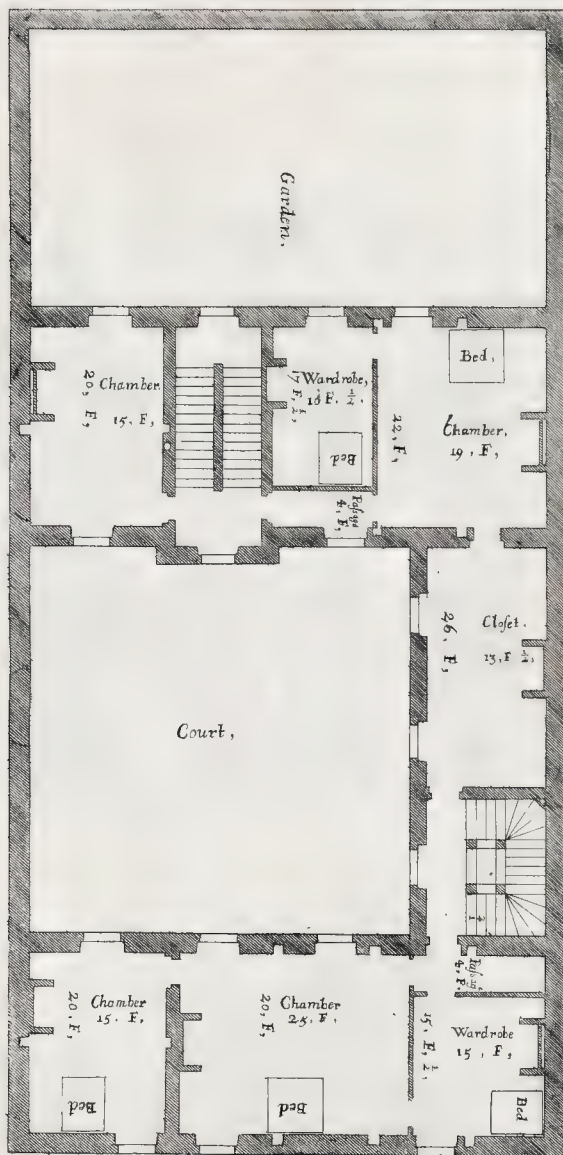 Garden.
Chamber.
15. F,
20, F,
Wardrobe,
10 F. 1/2.
17 F, 1/2,
Bed
Bed,
22, F,
Chamber.
19, F,
Paſsage
4, F,
Cloſet.
13, F 1/2,
26, F,
Court,
Paſsag
4, F.
Chamber
15. F,
20, F,
Bed
Chamber
25. F,
20, F,
Bed
15, F, 1/2,
Wardrobe
15, F,
Bed